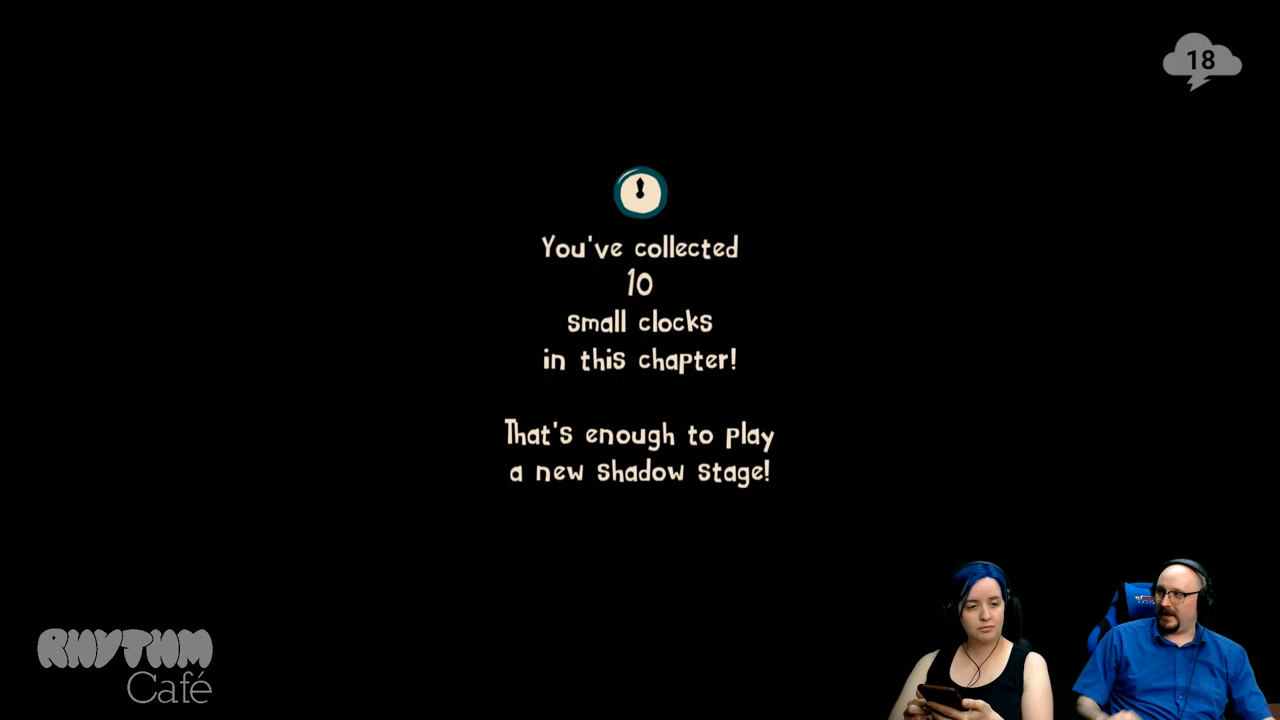 18
You've collected
10
small clocks
in this chapter!
That's enough to play
a new shadow stage!
RHYTHM
Café